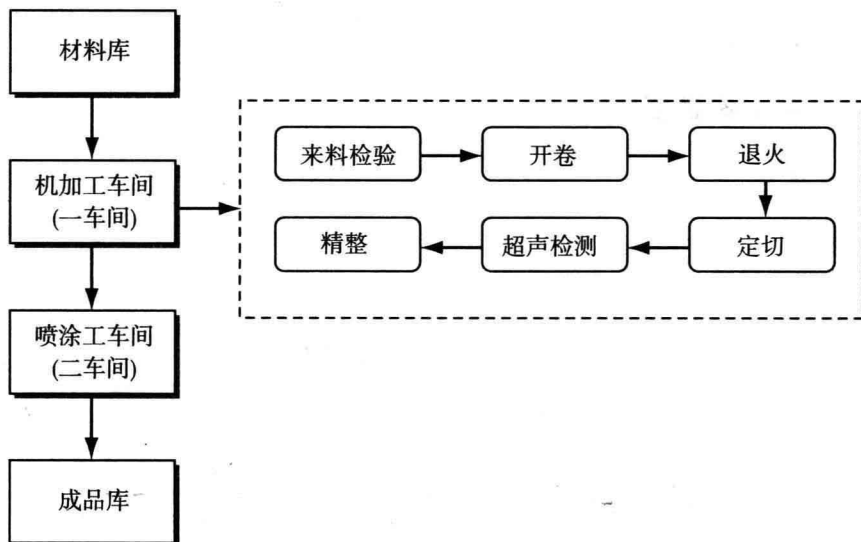 材料库
机加工车间
(一车间)
喷涂工车间
(二车间)
成品库
来料检验
开卷
退火
定切
超声检测
精整